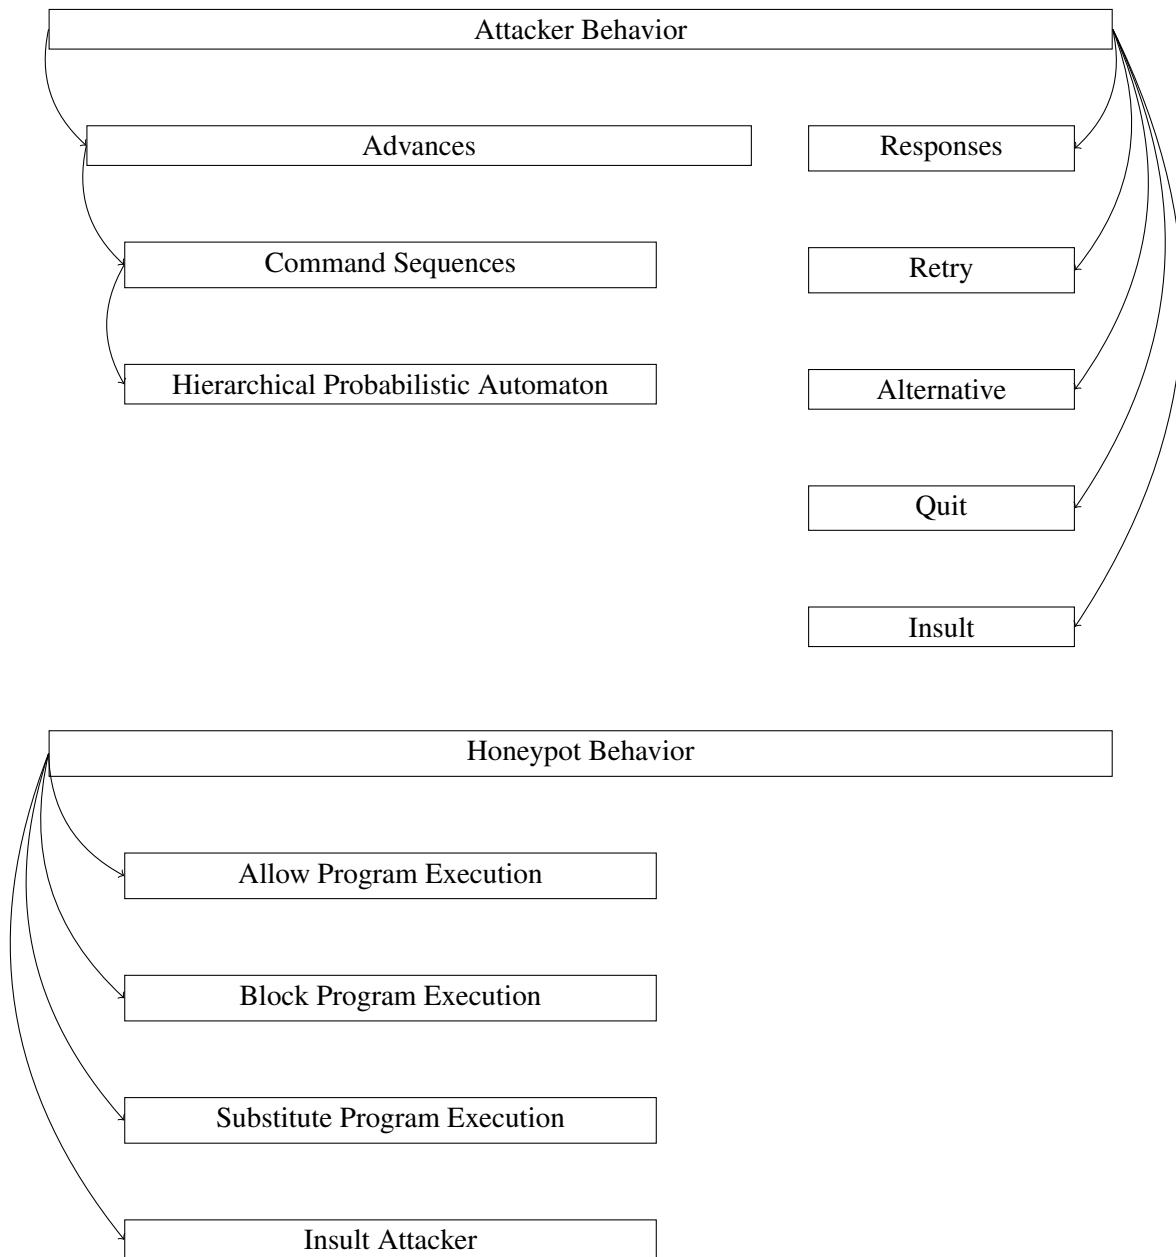 Attacker Behavior
Advances
Responses
Command Sequences
Retry
Hierarchical Probabilistic Automaton
Alternative
Quit
Insult
Honeypot Behavior
Allow Program Execution
Block Program Execution
Substitute Program Execution
Insult Attacker